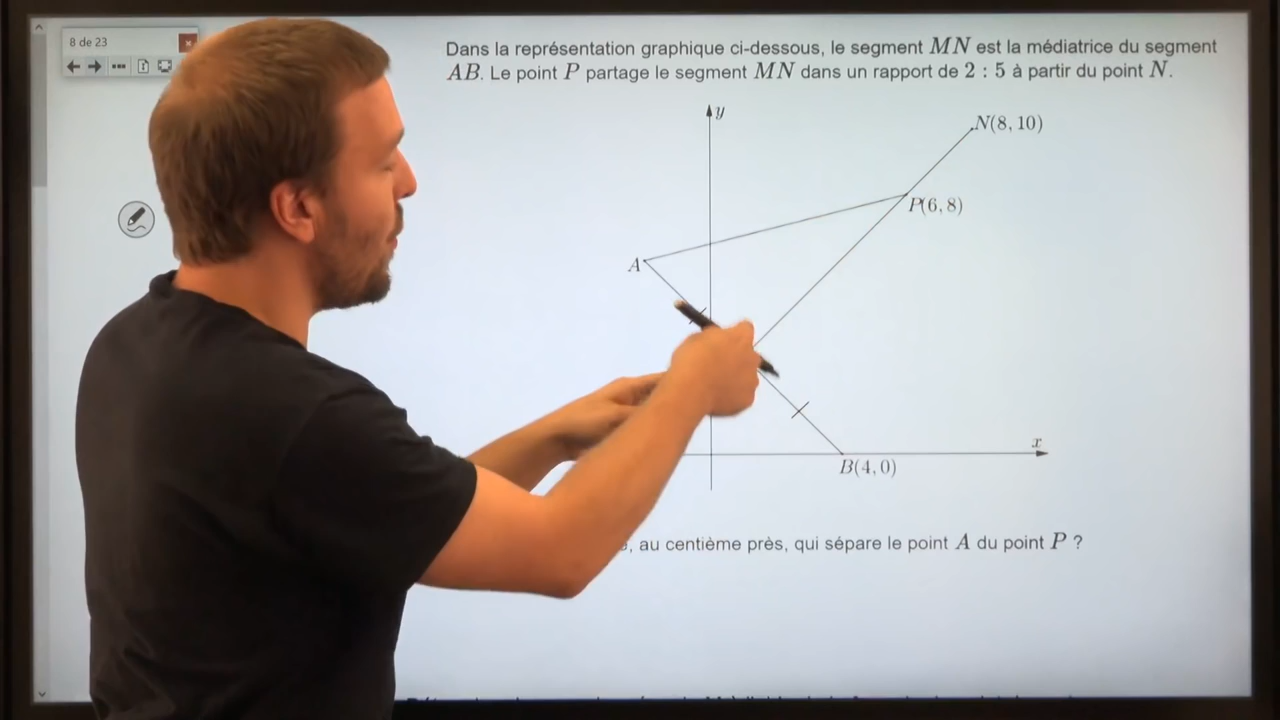 8 de 23
Dans la représentation graphique ci-dessous, le segment MN est la médiatrice du segment
AB. Le point P partage le segment MN dans un rapport de 2 : 5 à partir du point N.
y
N(8, 10)
P(6, 8)
A
x
B(4, 0)
, au centième près, qui sépare le point A du point P ?